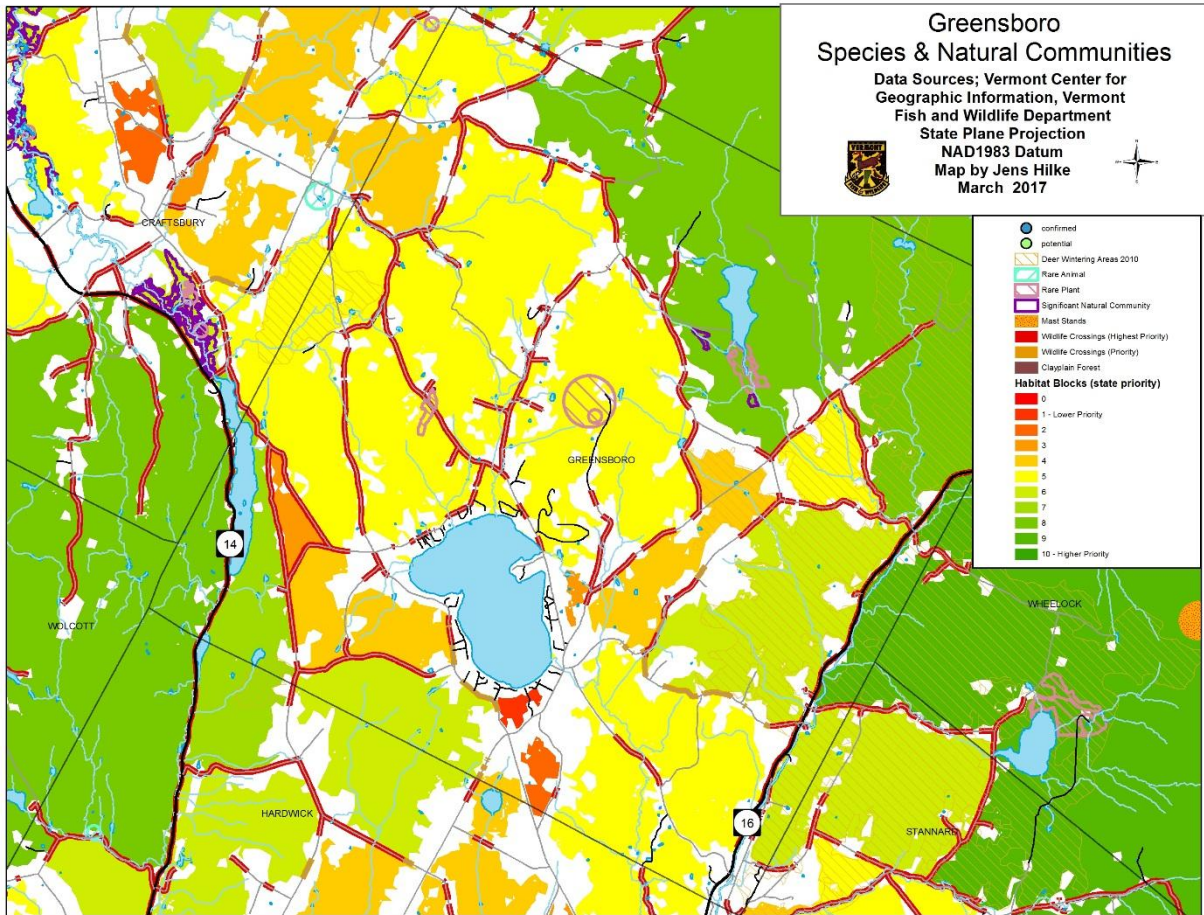 Greensboro
Species & Natural Communities
Data Sources; Vermont Center for
Geographic Information, Vermont
Fish and Wildlife Department
State Plane Projection
NAD1983 Datum
Map by Jens Hilke
March 2017
VERMONT
confirmed
potential
Deer Wintering Areas 2010
Rare Animal
Rare Plant
Significant Natural Community
Mast Stands
Wildlife Crossings (Highest Priority)
Wildlife Crossings (Priority)
Clayplain Forest
Habitat Blocks (state priority)
0
1 - Lower Priority
2
3
4
5
6
7
8
9
10 - Higher Priority
CRAFTSBURY
GREENSBORO
14
WOLCOTT
WHEELOCK
HARDWICK
16
STANNARD